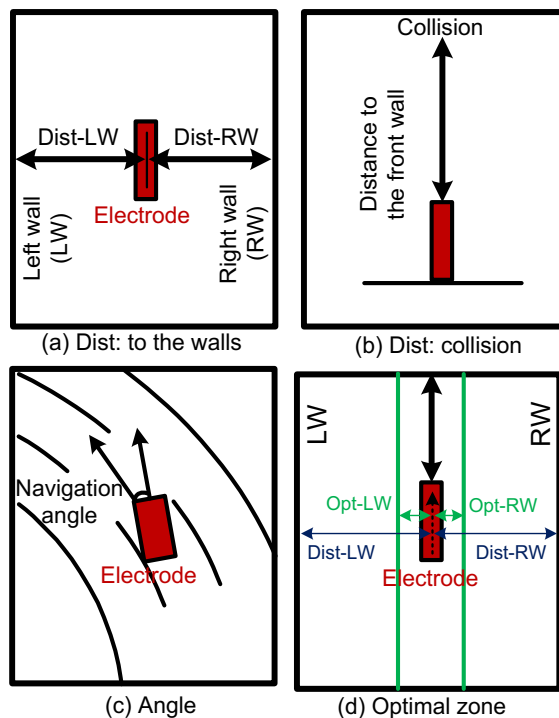 Dist-LW
Dist-RW
Electrode
Left wall
(LW)
Right wall
(RW)
(a) Dist: to the walls
Collision
Distance to
the front wall
(b) Dist: collision
Navigation
angle
Electrode
(c) Angle
LW
RW
Opt-LW
Opt-RW
Dist-LW
Dist-RW
Electrode
(d) Optimal zone